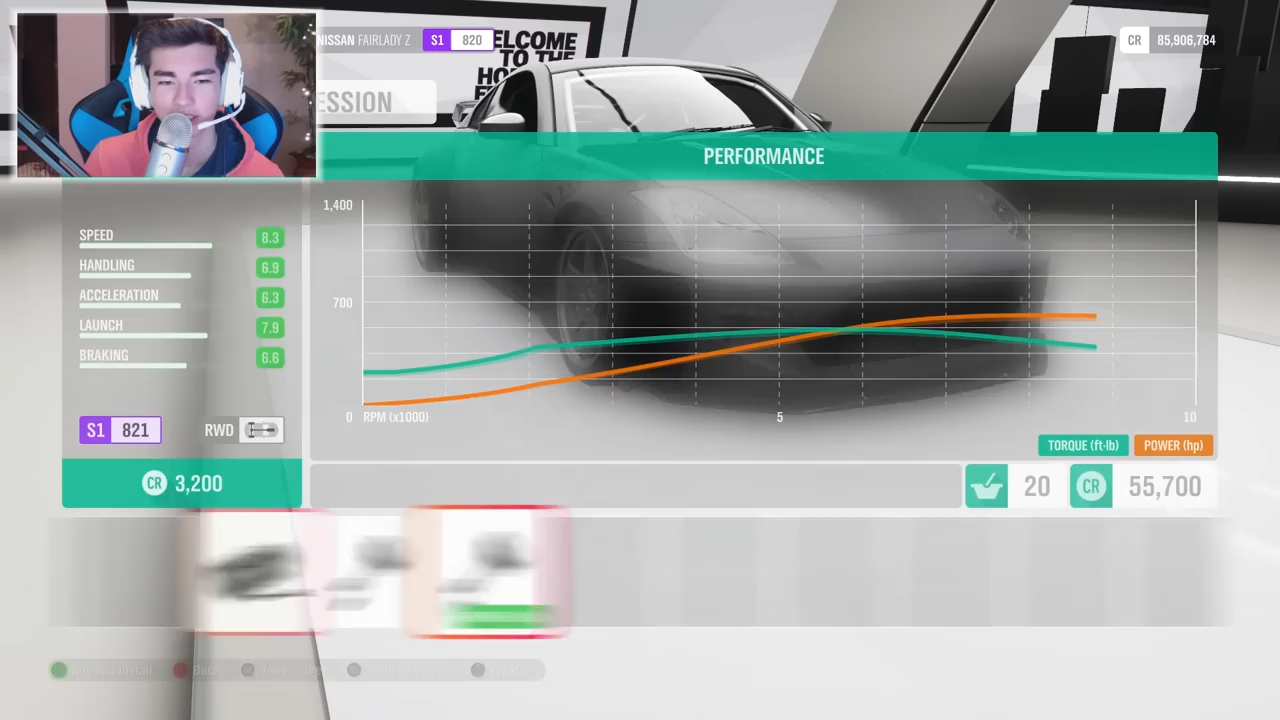 NISSAN FAIRLADY Z
S1 820
ELCOME
TO THE
HO
CR 85,906,784
ESSION
PERFORMANCE
1,400
700
0
RPM (x1000)
5
10
SPEED 8.3
HANDLING 6.9
ACCELERATION 6.3
LAUNCH 7.9
BRAKING 6.6
S1 821
RWD
TORQUE (ft·lb)
POWER (hp)
CR 3,200
20
CR 55,700